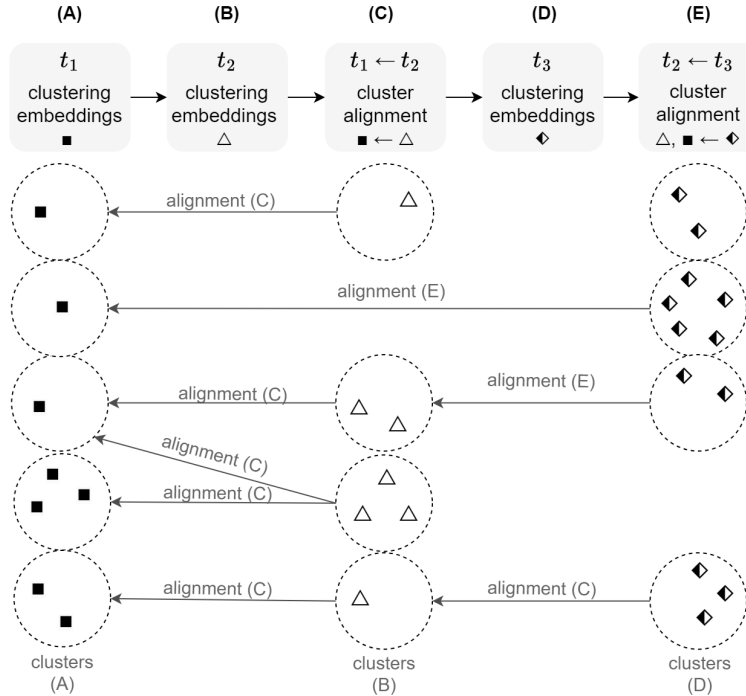 (A) (B) (C) (D) (E)
t₁ t₂ t₁ ← t₂ t₃ t₂ ← t₃
clustering clustering cluster clustering cluster
embeddings embeddings alignment embeddings alignment
■ △ ■ ← △ ⬖ △, ■ ← ⬖
alignment (C)
alignment (E)
alignment (C) alignment (E)
alignment (C)
alignment (C)
alignment (C) alignment (C)
clusters clusters clusters
(A) (B) (D)